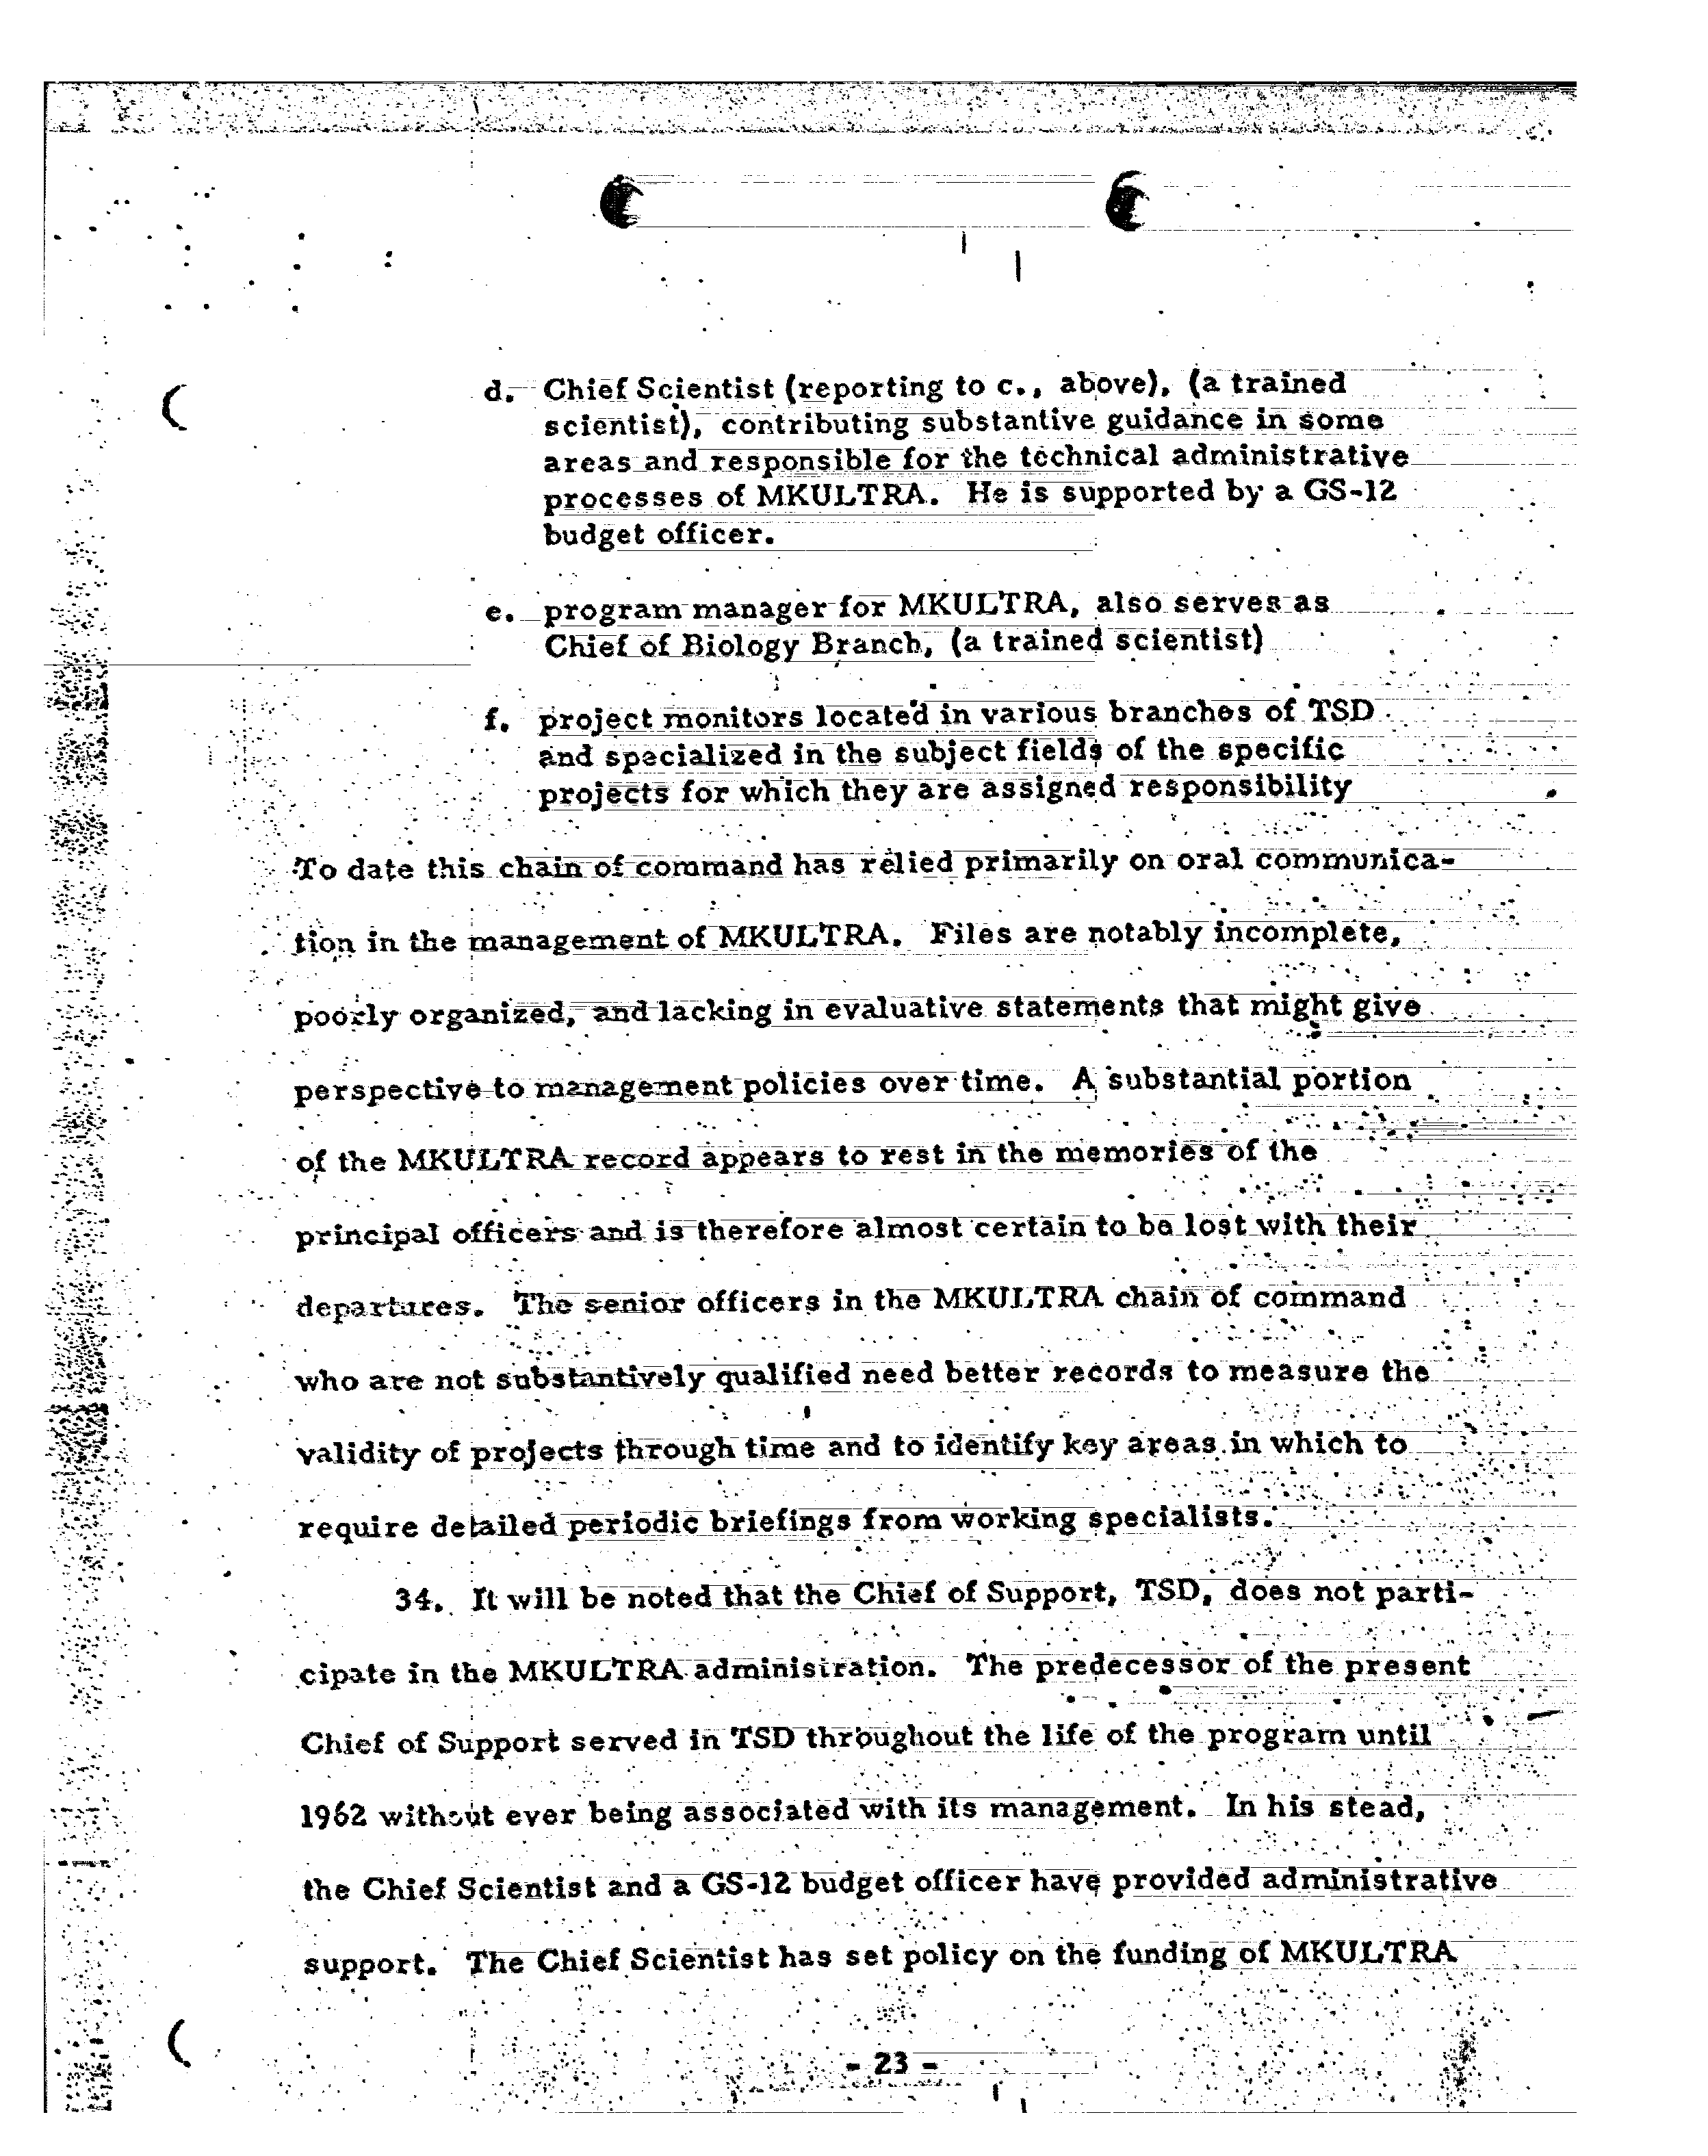 d. Chief Scientist (reporting to c., above), (a trained
scientist), contributing substantive guidance in some
areas and responsible for the technical administrative
processes of MKULTRA. He is supported by a GS-12
budget officer.
e. program manager for MKULTRA, also serves as
Chief of Biology Branch, (a trained scientist)
f. project monitors located in various branches of TSD
and specialized in the subject fields of the specific
projects for which they are assigned responsibility
To date this chain of command has relied primarily on oral communica-
tion in the management of MKULTRA. Files are notably incomplete,
poorly organized, and lacking in evaluative statements that might give
perspective to management policies over time. A substantial portion
of the MKULTRA record appears to rest in the memories of the
principal officers and is therefore almost certain to be lost with their
departures. The senior officers in the MKULTRA chain of command
who are not substantively qualified need better records to measure the
validity of projects through time and to identify key areas in which to
require detailed periodic briefings from working specialists.
34. It will be noted that the Chief of Support, TSD, does not parti-
cipate in the MKULTRA administration. The predecessor of the present
Chief of Support served in TSD throughout the life of the program until
1962 without ever being associated with its management. In his stead,
the Chief Scientist and a GS-12 budget officer have provided administrative
support. The Chief Scientist has set policy on the funding of MKULTRA
- 23 -